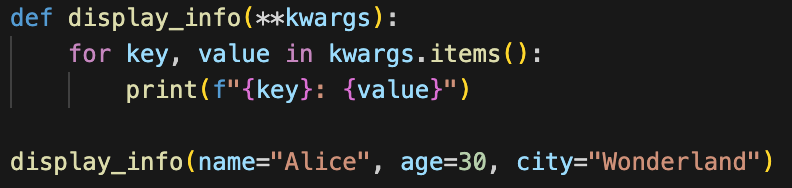 def display_info(**kwargs):
    for key, value in kwargs.items():
        print(f"{key}: {value}")

display_info(name="Alice", age=30, city="Wonderland")